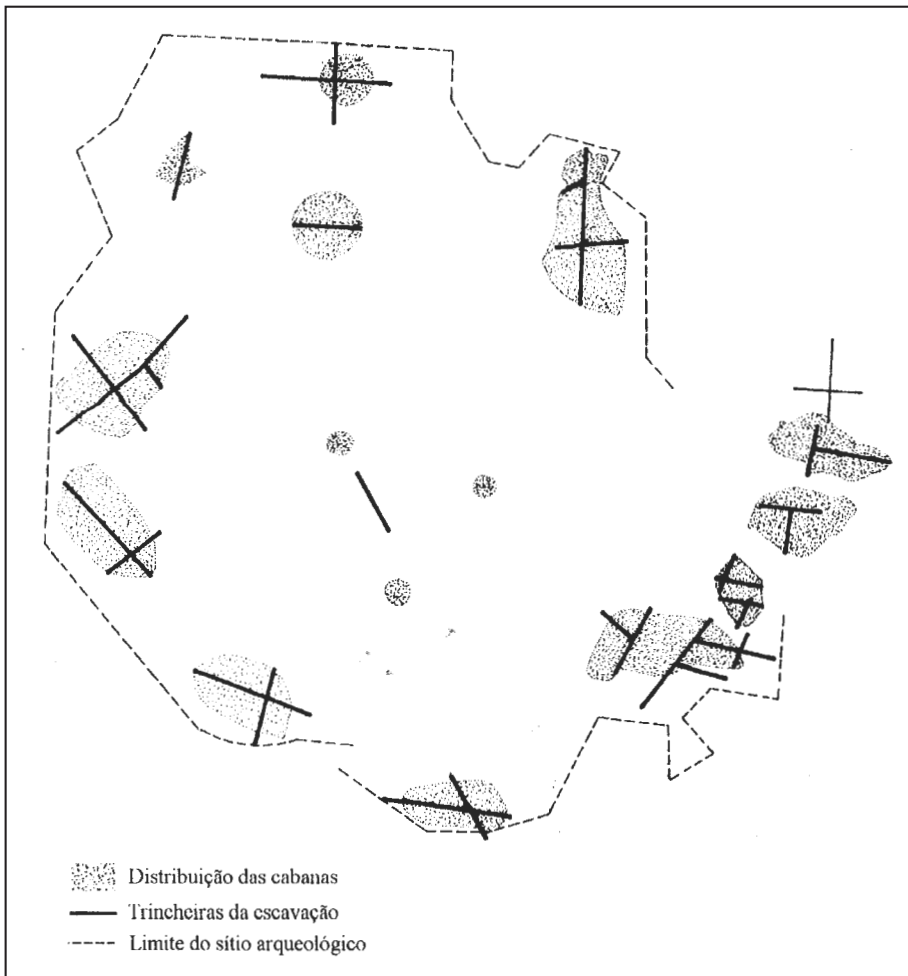 Distribuição das cabanas
Trincheiras da escavação
Limite do sítio arqueológico